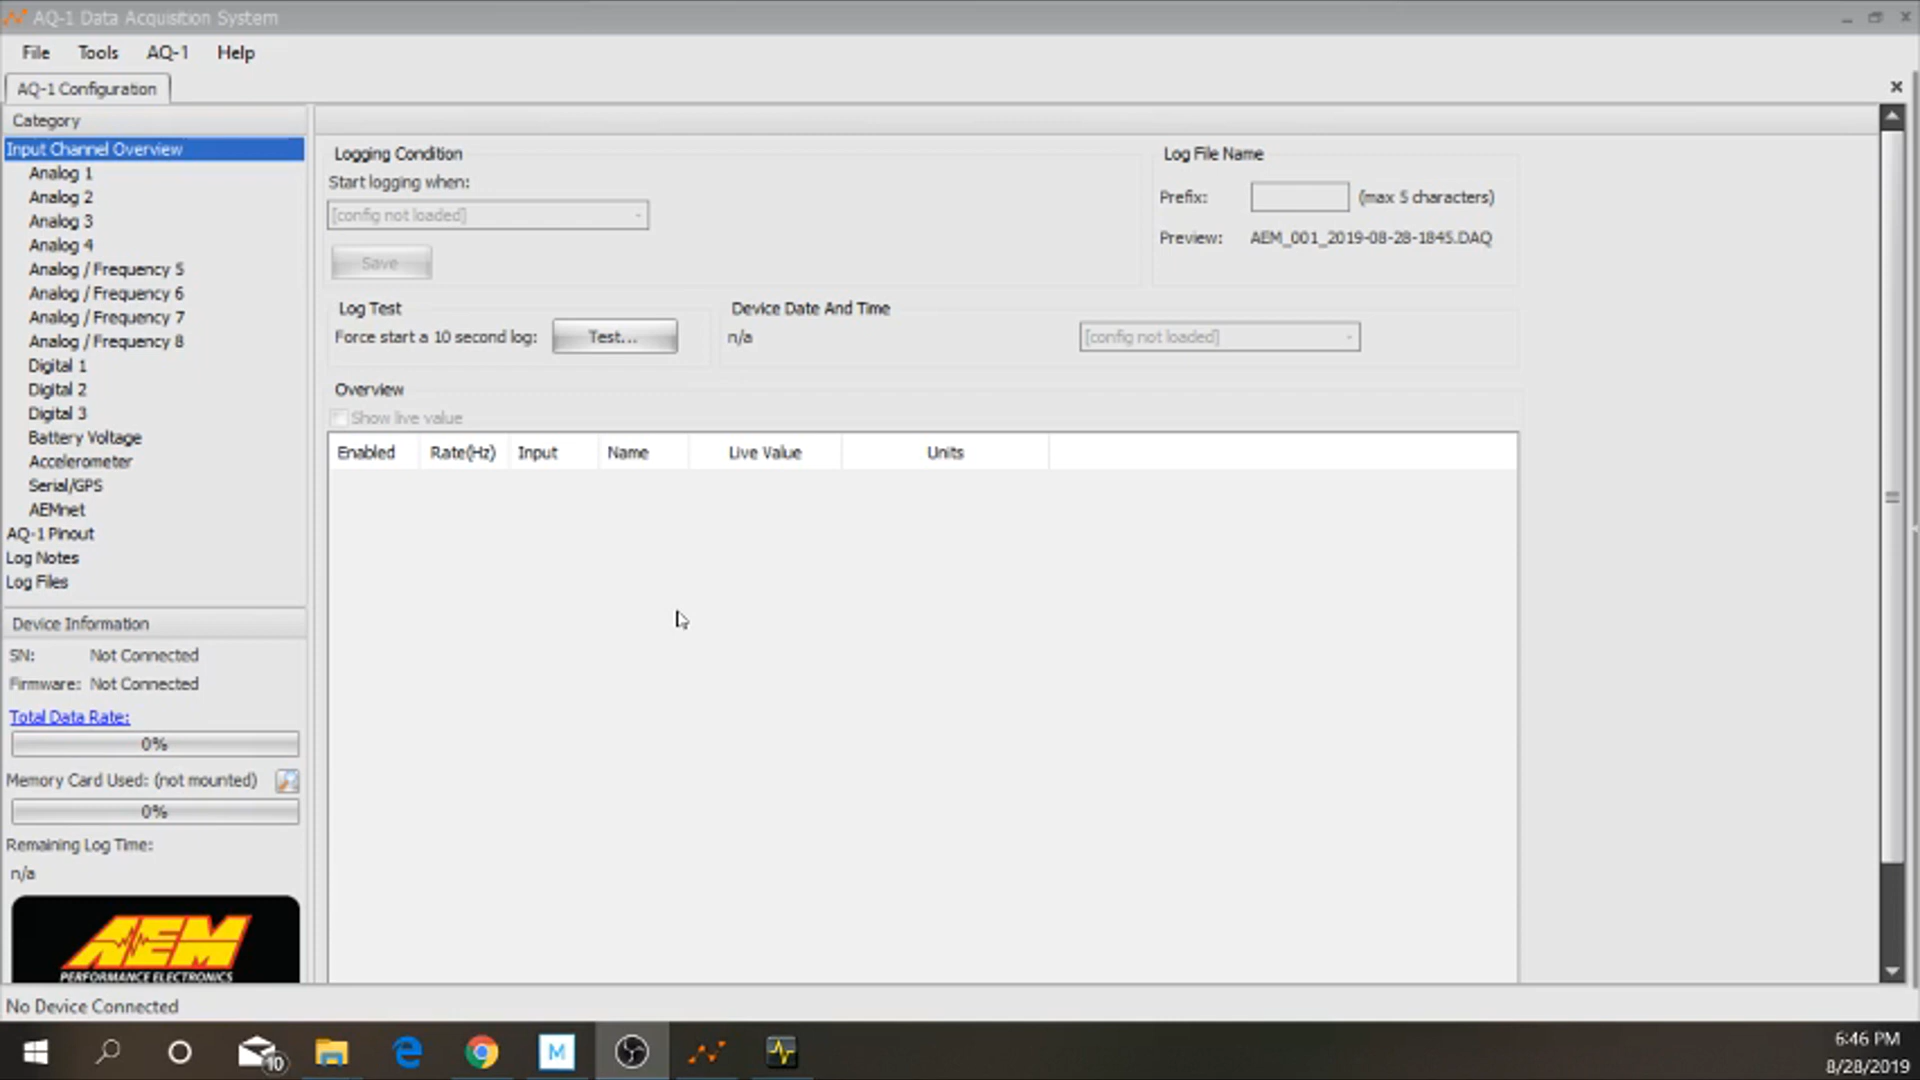 AQ-1 Data Acquisition System
File Tools AQ-1 Help
AQ-1 Configuration
Category
Input Channel Overview
Analog 1
Analog 2
Analog 3
Analog 4
Analog / Frequency 5
Analog / Frequency 6
Analog / Frequency 7
Analog / Frequency 8
Digital 1
Digital 2
Digital 3
Battery Voltage
Accelerometer
Serial/GPS
AEMnet
AQ-1 Pinout
Log Notes
Log Files
Device Information
SN: Not Connected
Firmware: Not Connected
Total Data Rate:
0%
Memory Card Used: (not mounted)
0%
Remaining Log Time:
n/a
AEM
PERFORMANCE ELECTRONICS
Logging Condition
Start logging when:
[config not loaded]
Save
Log File Name
Prefix: (max 5 characters)
Preview: AEM_001_2019-08-28-1845.DAQ
Log Test
Force start a 10 second log: Test...
Device Date And Time
n/a [config not loaded]
Overview
Show live value
Enabled Rate(Hz) Input Name Live Value Units
No Device Connected
10
M
6:46 PM
8/28/2019